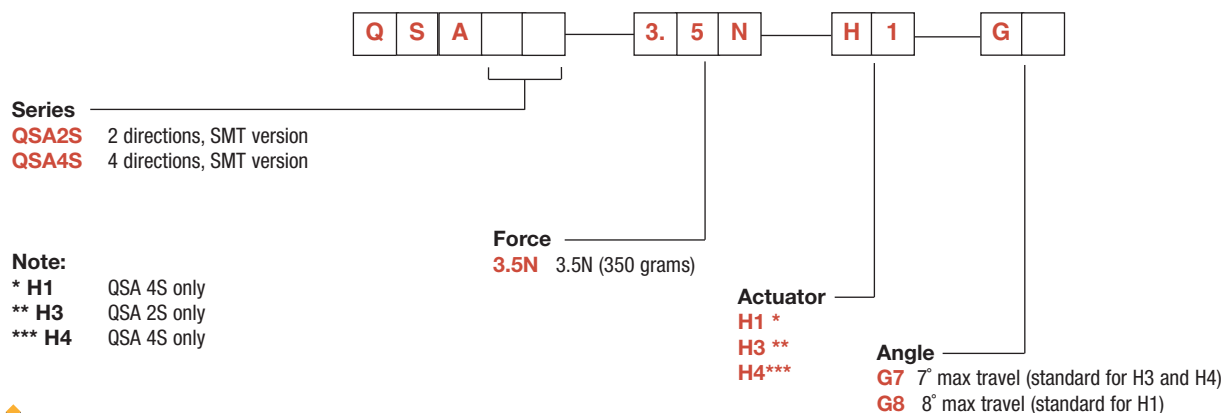 Q S A 3. 5 N H 1 G
Series
QSA2S 2 directions, SMT version
QSA4S 4 directions, SMT version
Note:
* H1 QSA 4S only
** H3 QSA 2S only
*** H4 QSA 4S only
Force
3.5N 3.5N (350 grams)
Actuator
H1 *
H3 **
H4***
Angle
G7 7° max travel (standard for H3 and H4)
G8 8° max travel (standard for H1)